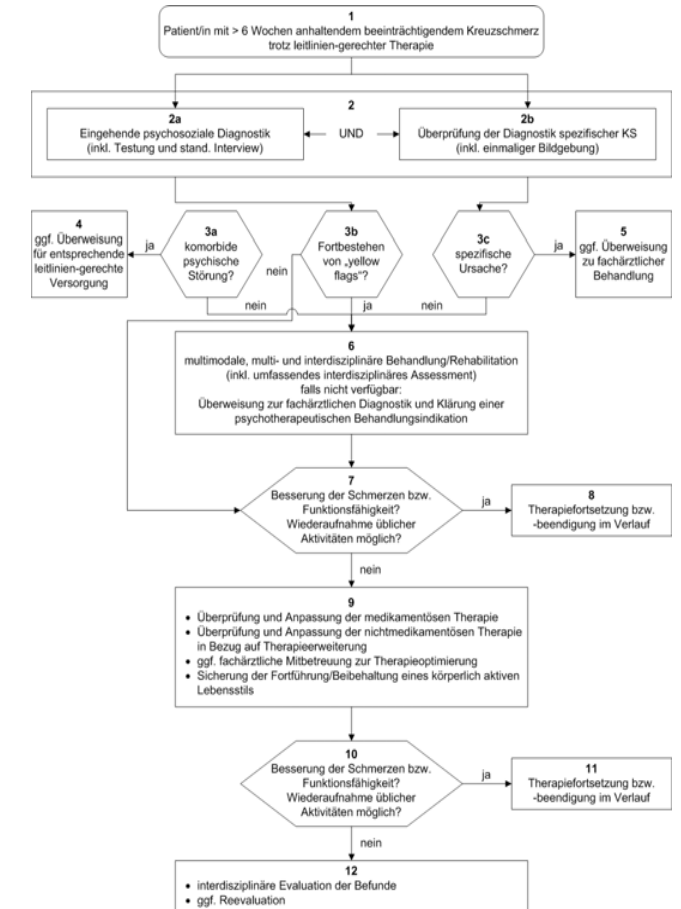 1
Patient/in mit > 6 Wochen anhaltendem beeinträchtigendem Kreuzschmerz
trotz leitlinien-gerechter Therapie
2
2a
Eingehende psychosoziale Diagnostik
(inkl. Testung und stand. Interview)
UND
2b
Überprüfung der Diagnostik spezifischer KS
(inkl. einmaliger Bildgebung)
4
ggf. Überweisung
für entsprechende
leitlinien-gerechte
Versorgung
ja
3a
komorbide
psychische
Störung?
nein
3b
Fortbestehen
von „yellow
flags“?
3c
spezifische
Ursache?
ja
5
ggf. Überweisung
zu fachärztlicher
Behandlung
nein
ja
nein
6
multimodale, multi- und interdisziplinäre Behandlung/Rehabilitation
(inkl. umfassendes interdisziplinäres Assessment)
falls nicht verfügbar:
Überweisung zur fachärztlichen Diagnostik und Klärung einer
psychotherapeutischen Behandlungsindikation
7
Besserung der Schmerzen bzw.
Funktionsfähigkeit?
Wiederaufnahme üblicher
Aktivitäten möglich?
ja
8
Therapiefortsetzung bzw.
-beendigung im Verlauf
nein
9
• Überprüfung und Anpassung der medikamentösen Therapie
• Überprüfung und Anpassung der nichtmedikamentösen Therapie
in Bezug auf Therapieerweiterung
• ggf. fachärztliche Mitbetreuung zur Therapieoptimierung
• Sicherung der Fortführung/Beibehaltung eines körperlich aktiven
Lebensstils
10
Besserung der Schmerzen bzw.
Funktionsfähigkeit?
Wiederaufnahme üblicher
Aktivitäten möglich?
ja
11
Therapiefortsetzung bzw.
-beendigung im Verlauf
nein
12
• interdisziplinäre Evaluation der Befunde
• ggf. Reevaluation